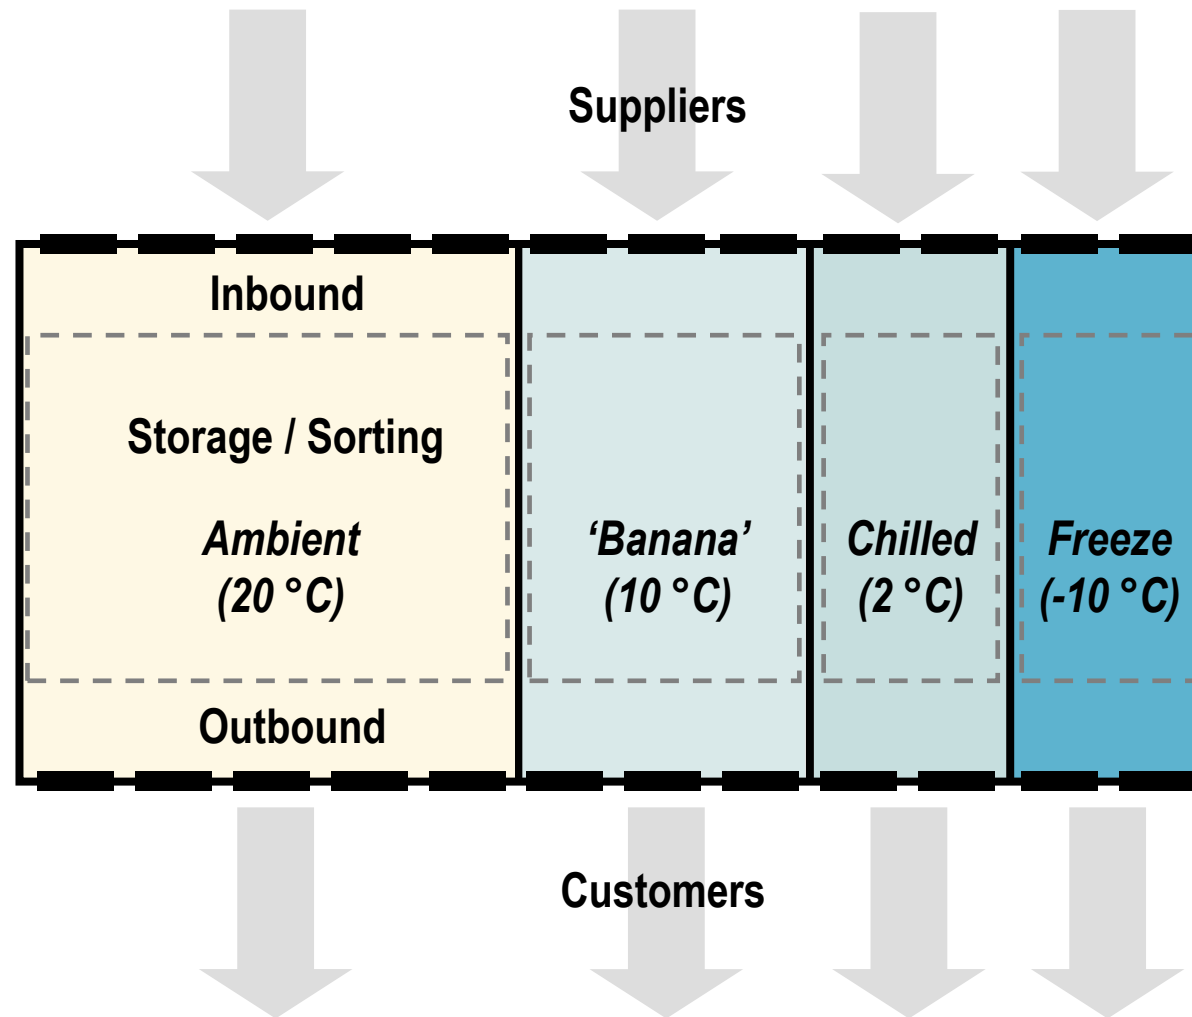 Suppliers
Inbound
Storage / Sorting
Ambient
(20 °C)
‘Banana’
(10 °C)
Chilled
(2 °C)
Freeze
(-10 °C)
Outbound
Customers